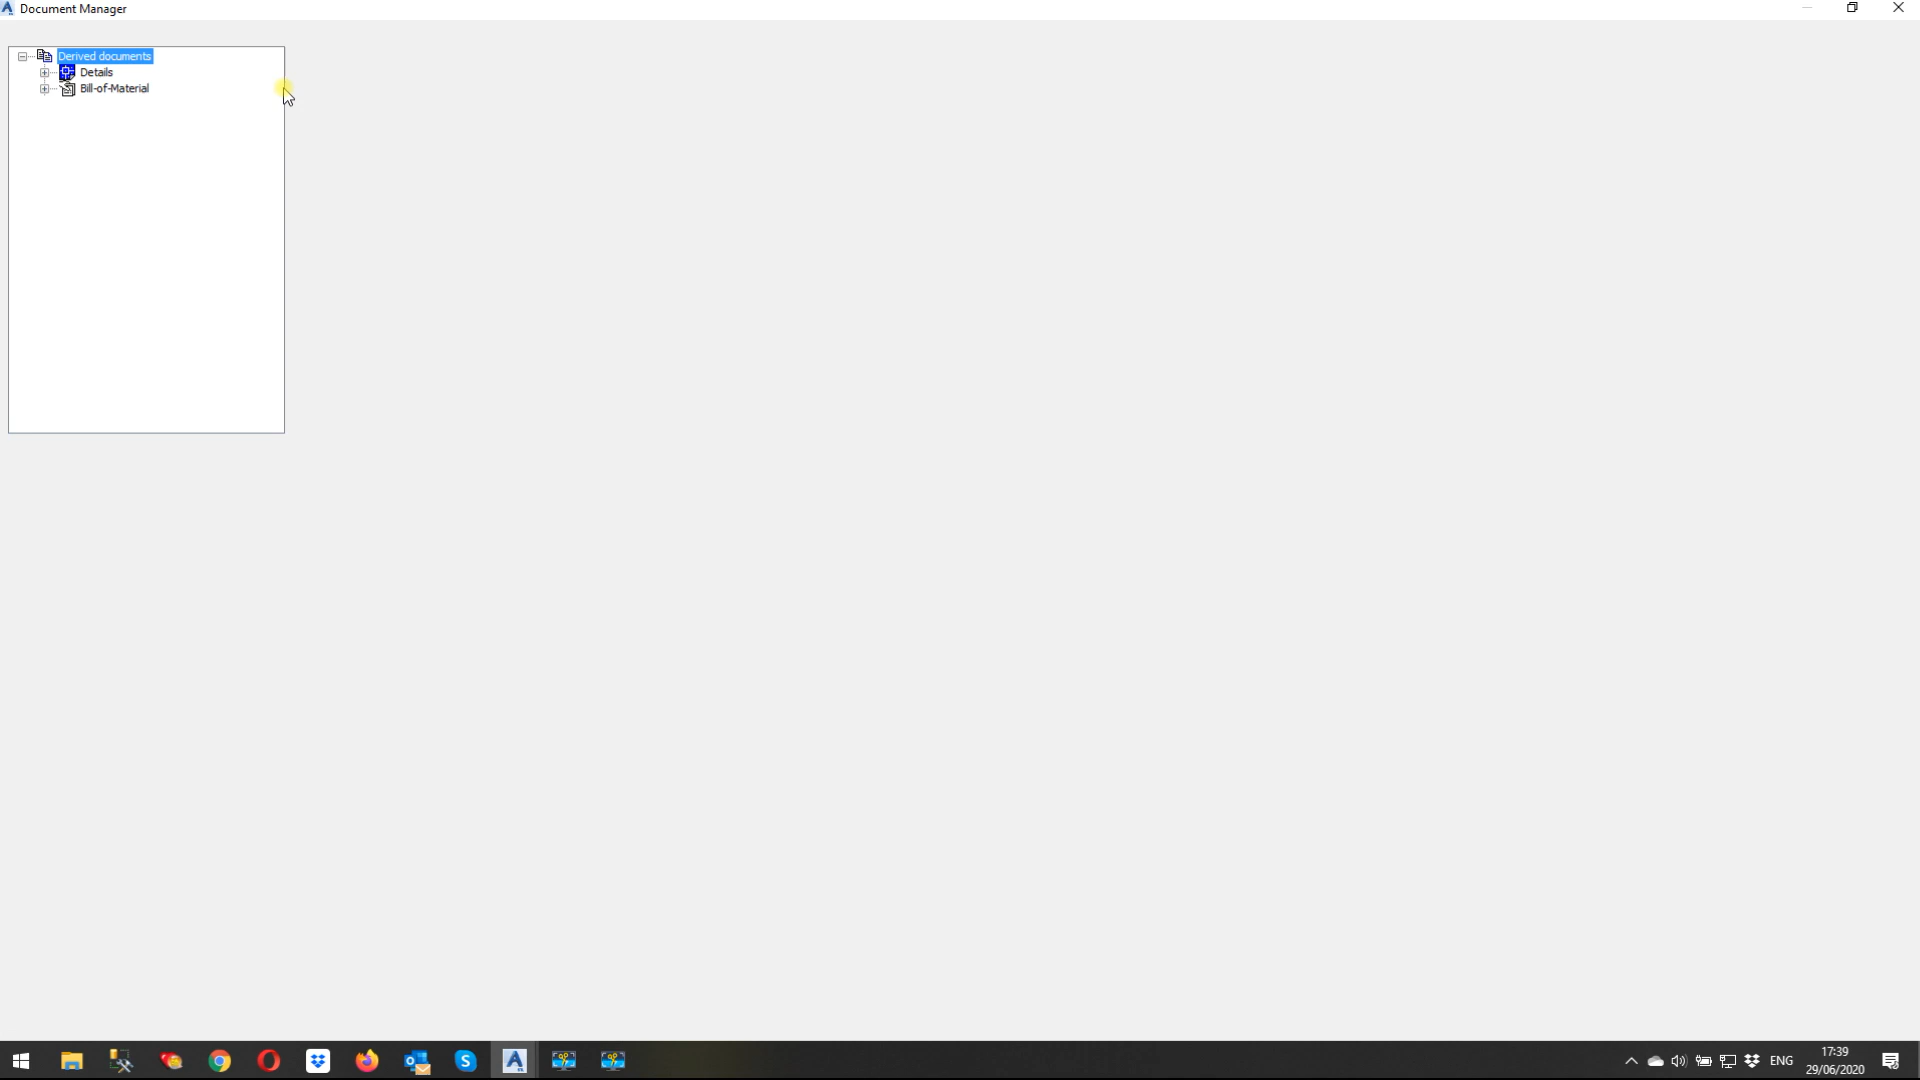 Document Manager
Derived documents
Details
Bill-of-Material
ENG
17:39
29/06/2020